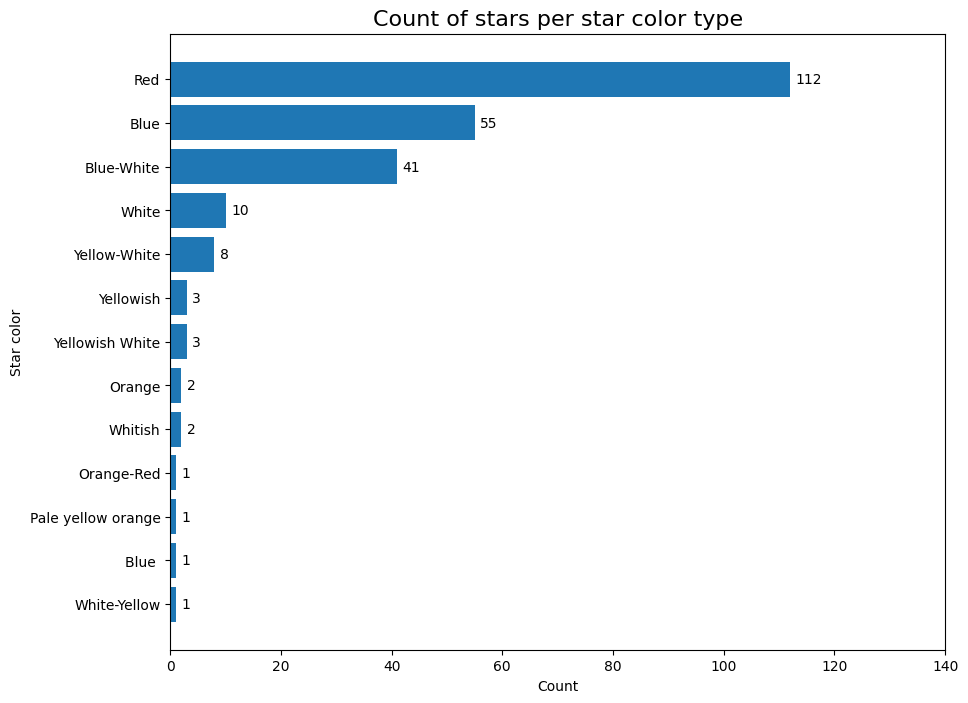 Count of stars per star color type
Star color
Red 112
Blue 55
Blue-White 41
White 10
Yellow-White 8
Yellowish 3
Yellowish White 3
Orange 2
Whitish 2
Orange-Red 1
Pale yellow orange 1
Blue 1
White-Yellow 1
0 20 40 60 80 100 120 140
Count